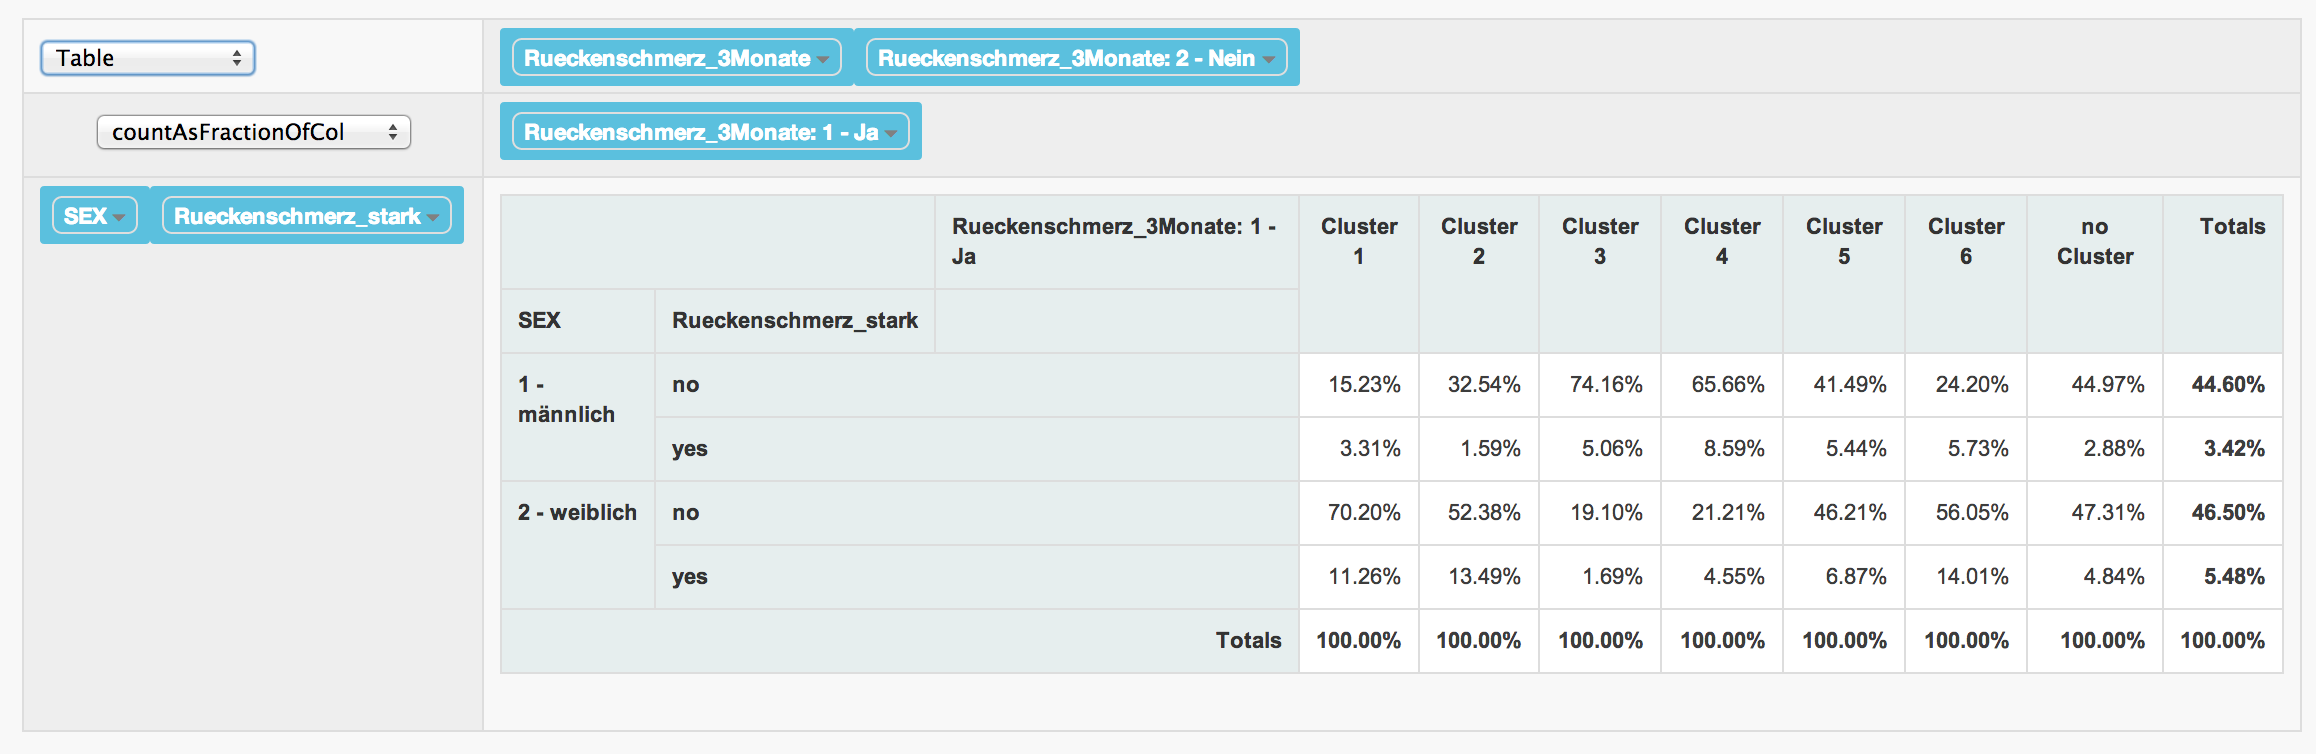 Table
Rueckenschmerz_3Monate Rueckenschmerz_3Monate: 2 - Nein
countAsFractionOfCol
Rueckenschmerz_3Monate: 1 - Ja
SEX Rueckenschmerz_stark
Rueckenschmerz_3Monate: 1 - Cluster Cluster Cluster Cluster Cluster Cluster no Totals
Ja 1 2 3 4 5 6 Cluster
SEX Rueckenschmerz_stark
1 - no 15.23% 32.54% 74.16% 65.66% 41.49% 24.20% 44.97% 44.60%
männlich
yes 3.31% 1.59% 5.06% 8.59% 5.44% 5.73% 2.88% 3.42%
2 - weiblich no 70.20% 52.38% 19.10% 21.21% 46.21% 56.05% 47.31% 46.50%
yes 11.26% 13.49% 1.69% 4.55% 6.87% 14.01% 4.84% 5.48%
Totals 100.00% 100.00% 100.00% 100.00% 100.00% 100.00% 100.00% 100.00%